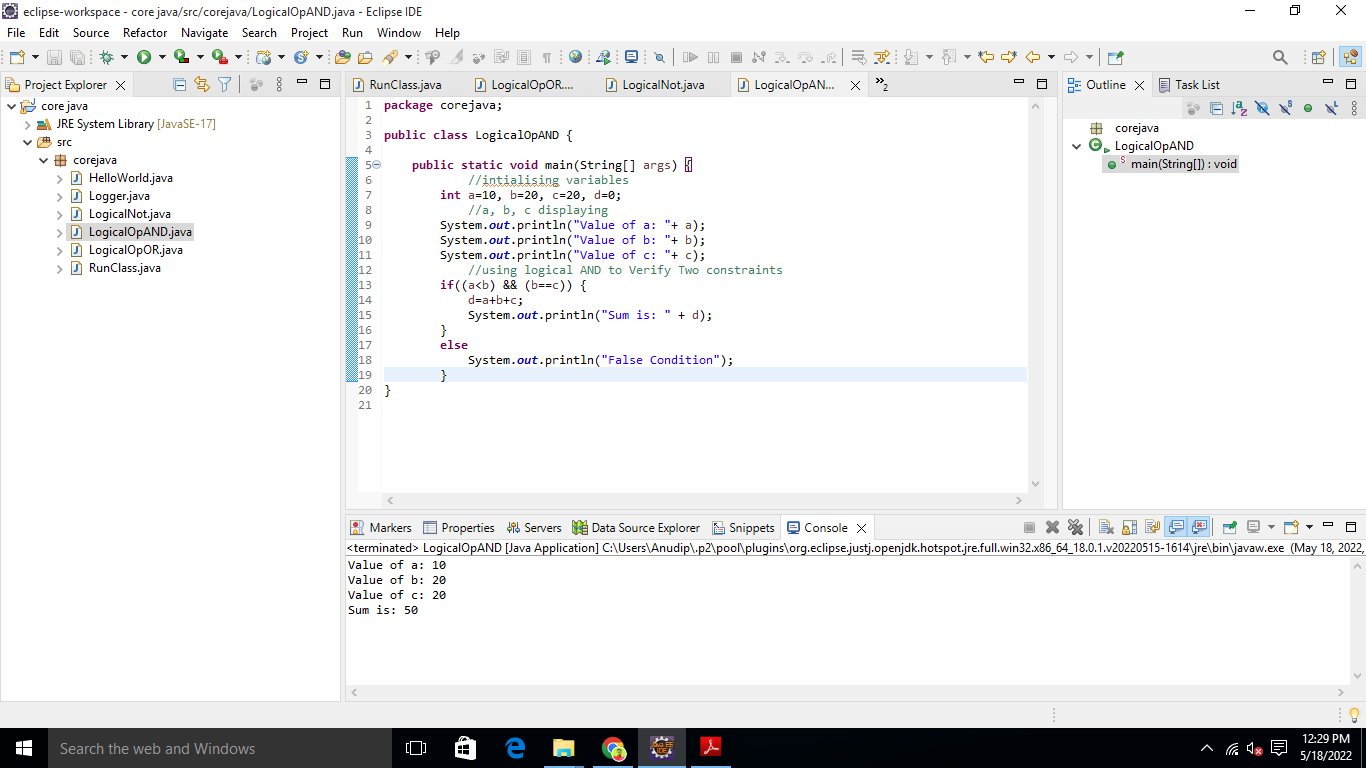 eclipse-workspace - core java/src/corejava/LogicalOpAND.java - Eclipse IDE
File Edit Source Refactor Navigate Search Project Run Window Help
Project Explorer
core java
JRE System Library [JavaSE-17]
src
corejava
HelloWorld.java
Logger.java
LogicalNot.java
LogicalOpAND.java
LogicalOpOR.java
RunClass.java
RunClass.java LogicalOpOR.... LogicalNot.java LogicalOpAN... »2
1 package corejava;
2
3 public class LogicalOpAND {
4
5 public static void main(String[] args) {
6 //intialising variables
7 int a=10, b=20, c=20, d=0;
8 //a, b, c displaying
9 System.out.println("Value of a: "+ a);
10 System.out.println("Value of b: "+ b);
11 System.out.println("Value of c: "+ c);
12 //using logical AND to Verify Two constraints
13 if((a<b) && (b==c)) {
14 d=a+b+c;
15 System.out.println("Sum is: " + d);
16 }
17 else
18 System.out.println("False Condition");
19 }
20 }
21
Outline Task List
corejava
LogicalOpAND
main(String[]) : void
Markers Properties Servers Data Source Explorer Snippets Console
<terminated> LogicalOpAND [Java Application] C:\Users\Anudip\.p2\pool\plugins\org.eclipse.justj.openjdk.hotspot.jre.full.win32.x86_64_18.0.1.v20220515-1614\jre\bin\javaw.exe (May 18, 2022,
Value of a: 10
Value of b: 20
Value of c: 20
Sum is: 50
Search the web and Windows
12:29 PM
5/18/2022